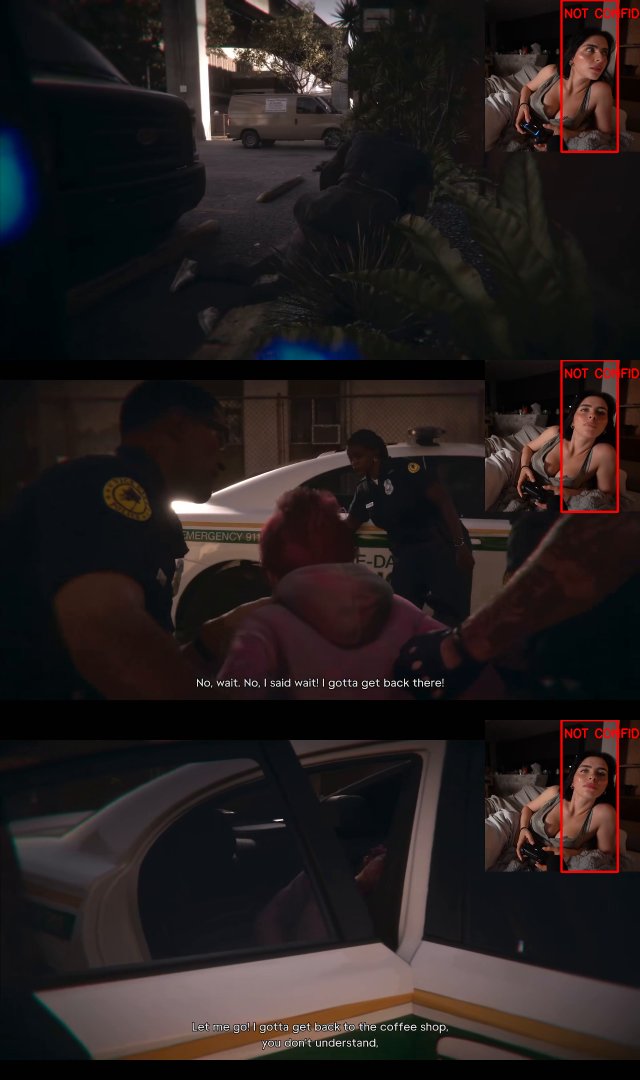 NOT CONFID
NOT CONFID
EMERGENCY 911
E-DA
No, wait. No, I said wait! I gotta get back there!
NOT CONFID
Let me go! I gotta get back to the coffee shop,
you don't understand,